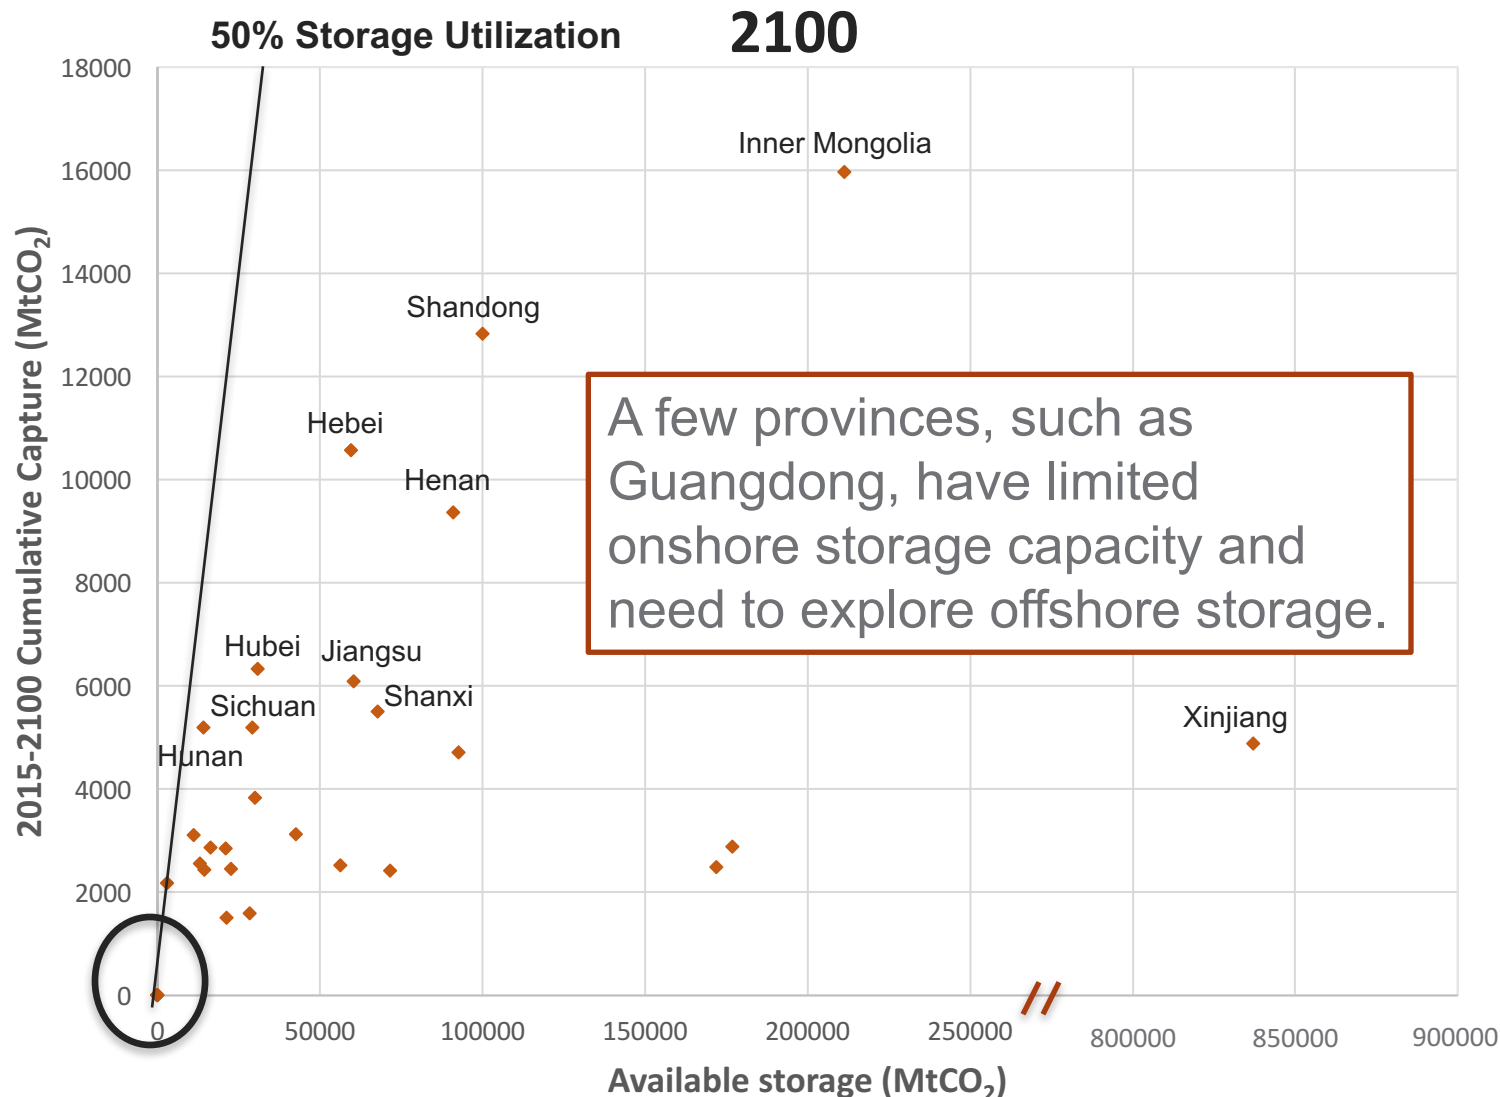 50% Storage Utilization
2100
18000
16000
14000
12000
10000
8000
6000
4000
2000
0
2015-2100 Cumulative Capture (MtCO₂)
Inner Mongolia
Shandong
Hebei
Henan
A few provinces, such as
Guangdong, have limited
onshore storage capacity and
need to explore offshore storage.
Hubei
Jiangsu
Shanxi
Sichuan
Hunan
Xinjiang
0
50000
100000
150000
200000
250000
800000
850000
900000
Available storage (MtCO₂)